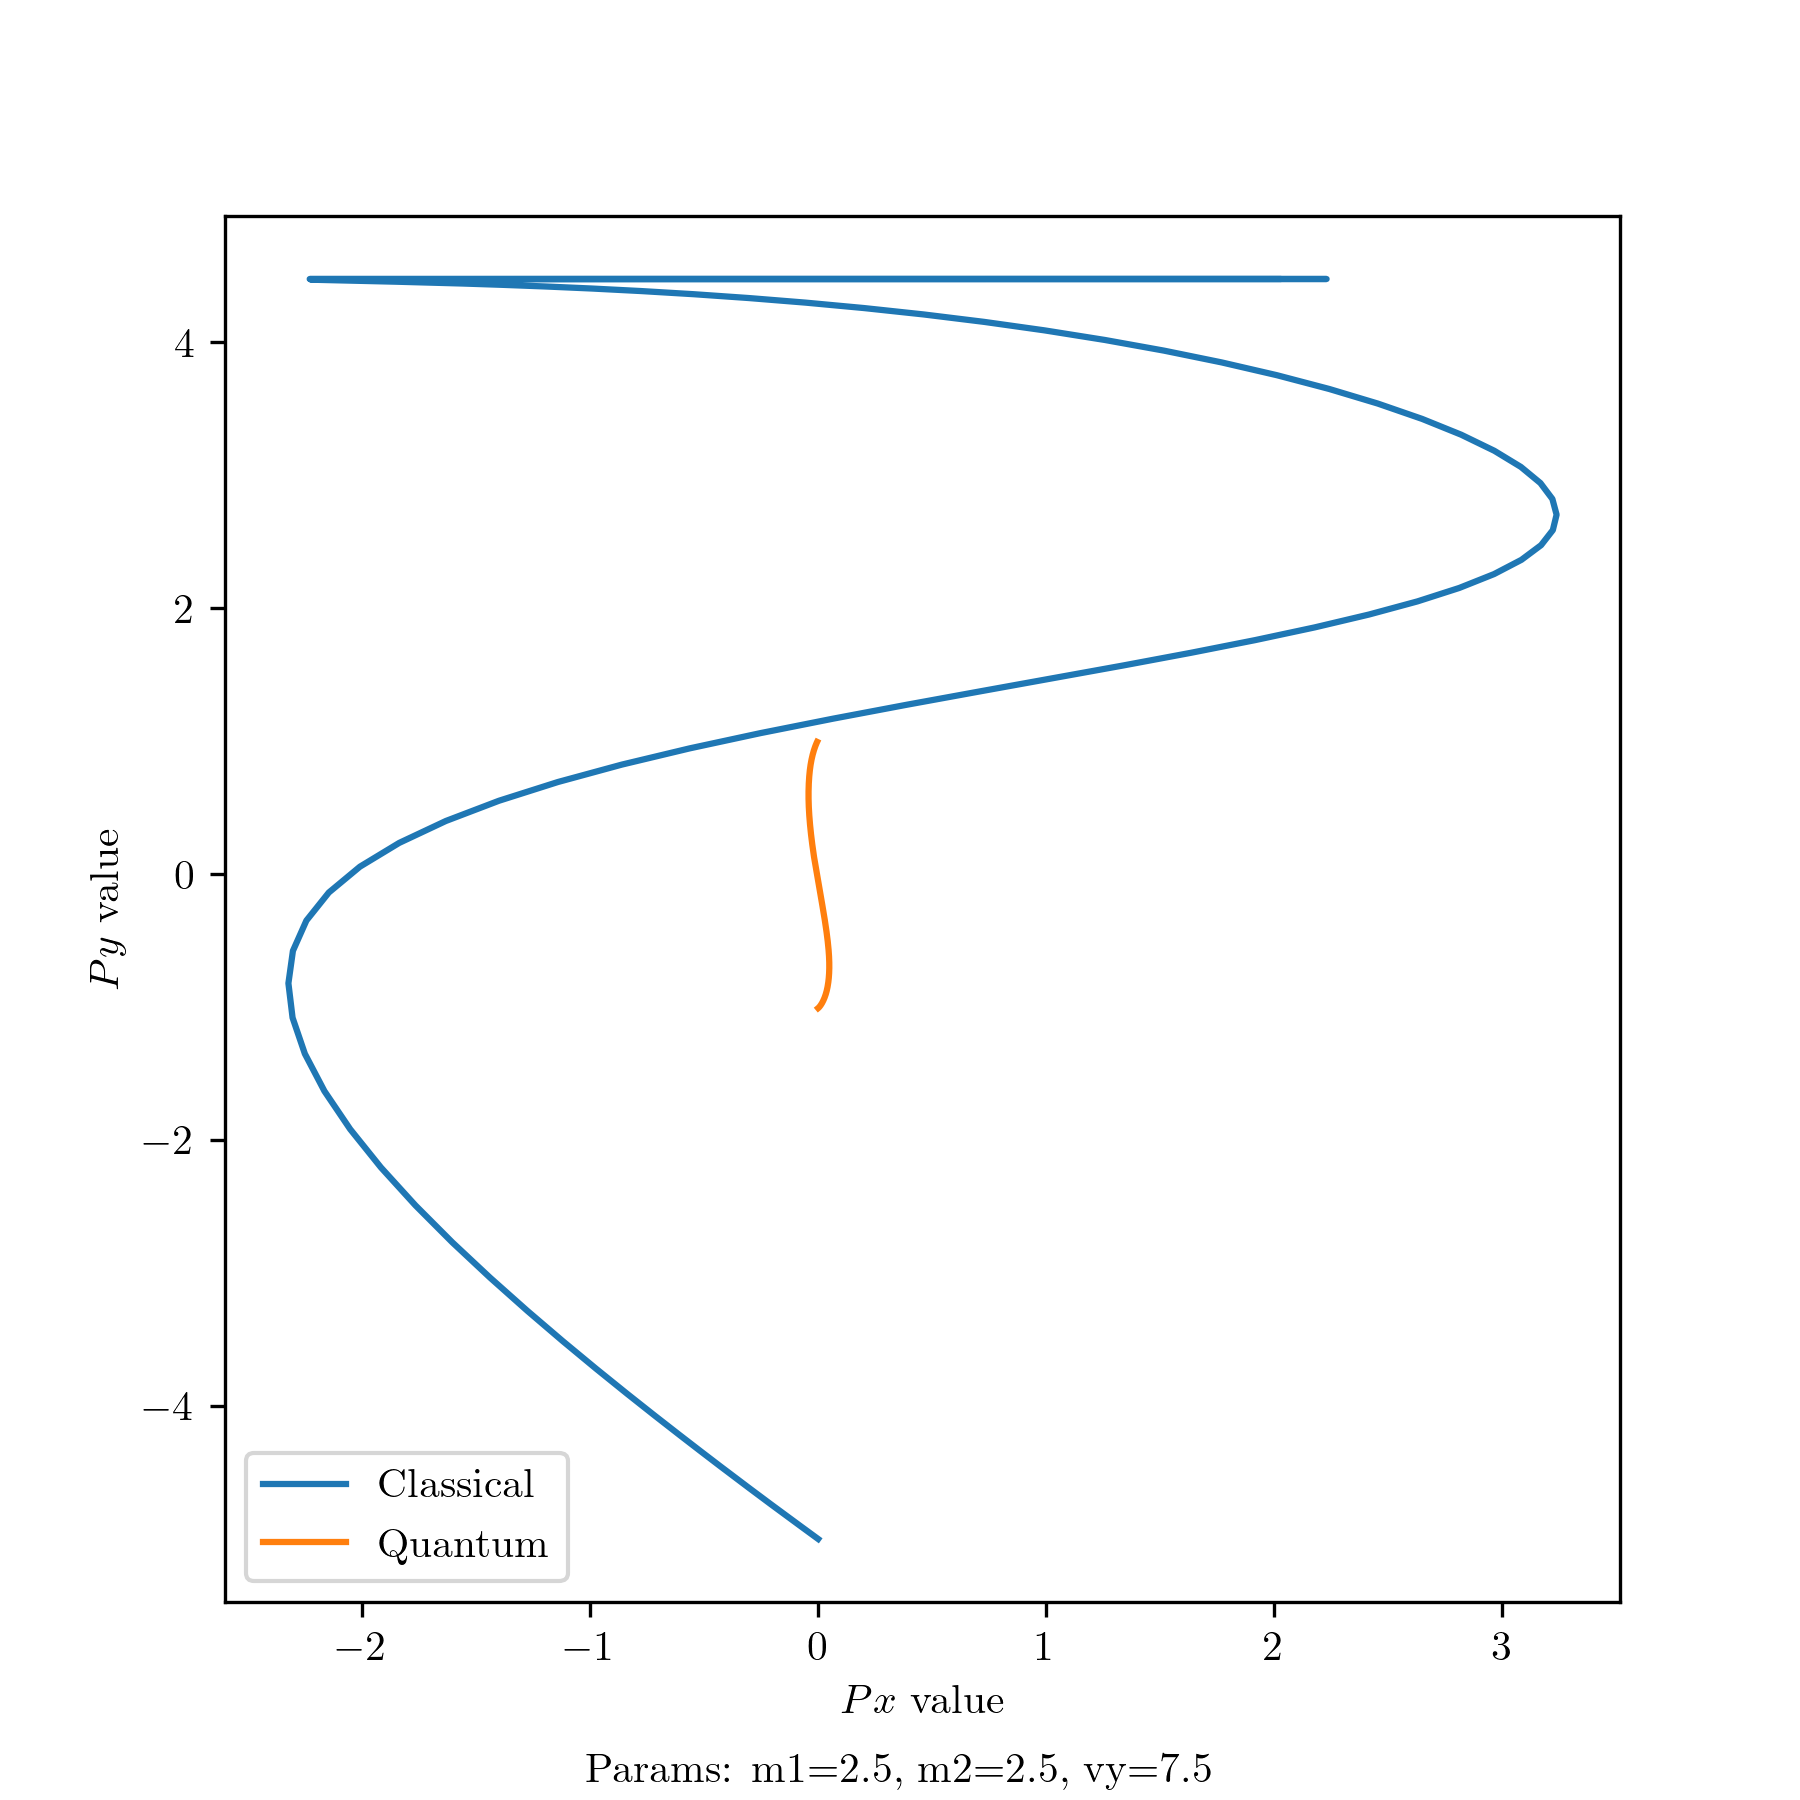 4
2
0
−2
−4
Py value
Classical
Quantum
−2 −1 0 1 2 3
Px value
Params: m1=2.5, m2=2.5, vy=7.5